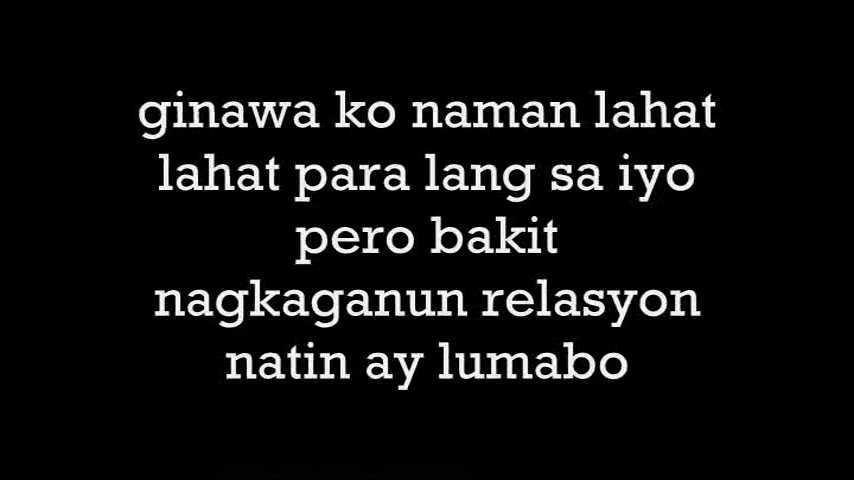 ginawa ko naman lahat
lahat para lang sa iyo
pero bakit
nagkaganun relasyon
natin ay lumabo